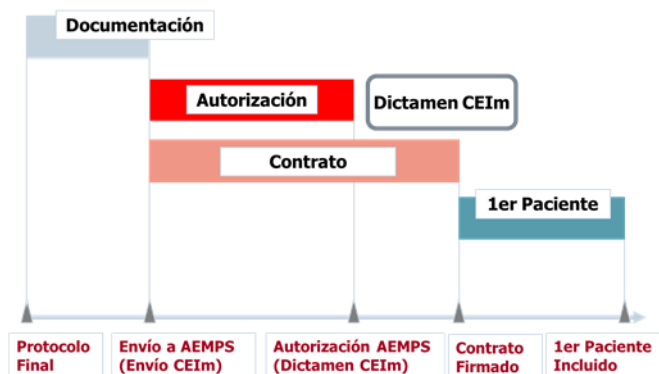 Documentación
Autorización
Dictamen CEIm
Contrato
1er Paciente
Protocolo
Final
Envío a AEMPS
(Envío CEIm)
Autorización AEMPS
(Dictamen CEIm)
Contrato
Firmado
1er Paciente
Incluido